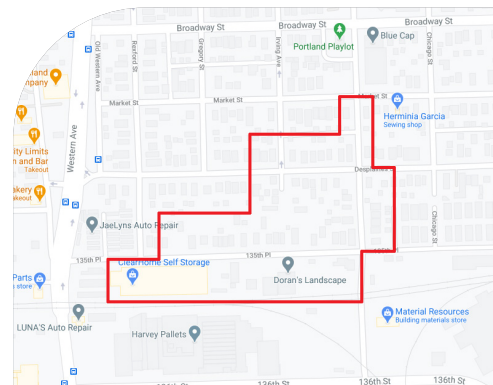 Broadway St
Broadway St
Portland Playlot
Blue Cap
Old Western Ave
Rexford St
Gregory St
Irving Ave
Chicago St
land
mpany
Market St
Market St
Market St
Herminia Garcia
Sewing shop
ity Limits
n and Bar
Takeout
Western Ave
Desplaines St
akery
Takeout
JaeLyns Auto Repair
Chicago St
135th Pl
135th Pl
135th Pl
ClearHome Self Storage
Doran's Landscape
Parts
s store
LUNA'S Auto Repair
Harvey Pallets
Material Resources
Building materials store
136th St
136th St
136th St